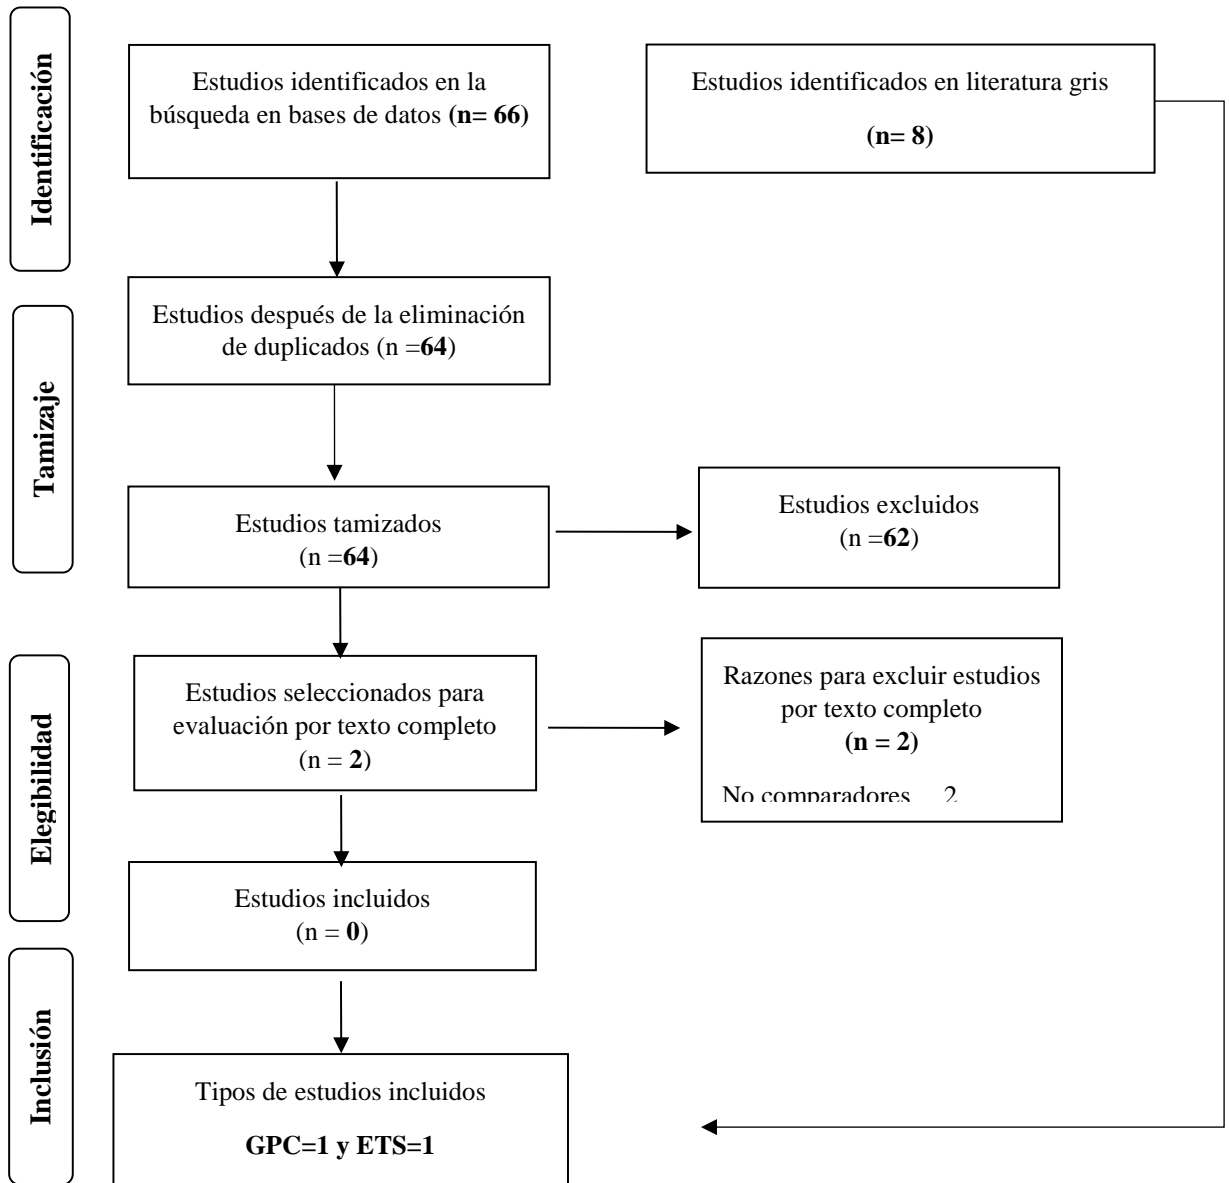 Identificación
Estudios identificados en la
búsqueda en bases de datos (n= 66)
Estudios identificados en literatura gris
(n= 8)
Tamizaje
Estudios después de la eliminación
de duplicados (n =64)
Estudios tamizados
(n =64)
Estudios excluidos
(n =62)
Elegibilidad
Estudios seleccionados para
evaluación por texto completo
(n = 2)
Razones para excluir estudios
por texto completo
(n = 2)
No comparadores 2
Estudios incluidos
(n = 0)
Inclusión
Tipos de estudios incluidos
GPC=1 y ETS=1